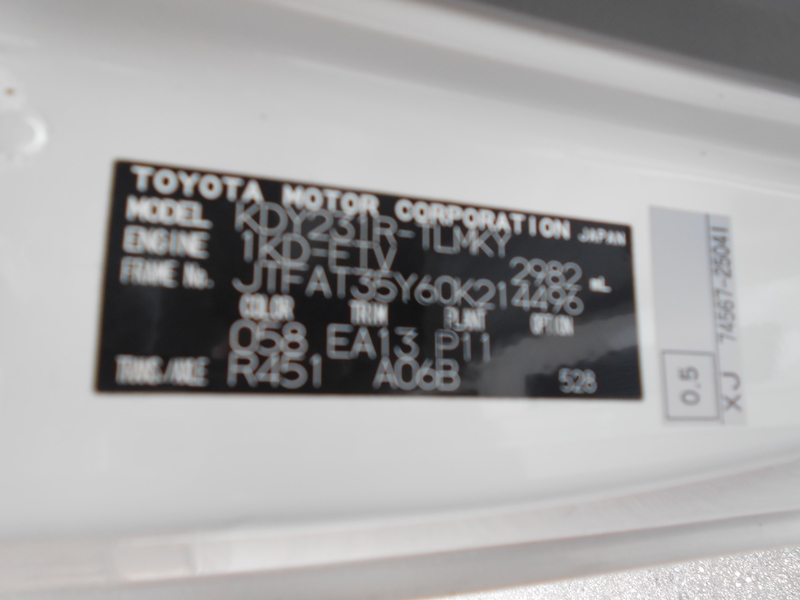 TOYOTA MOTOR CORPORATION JAPAN
MODEL KDY231R-TLMKY
ENGINE 1KD-FTV 2982 mL
FRAME No. JTFAT35Y60K214496
COLOR TRIM PLANT OPTION
058 EA13 P11
TRANS/AXLE R451 A06B 528
0.5
XJ 74567-25041